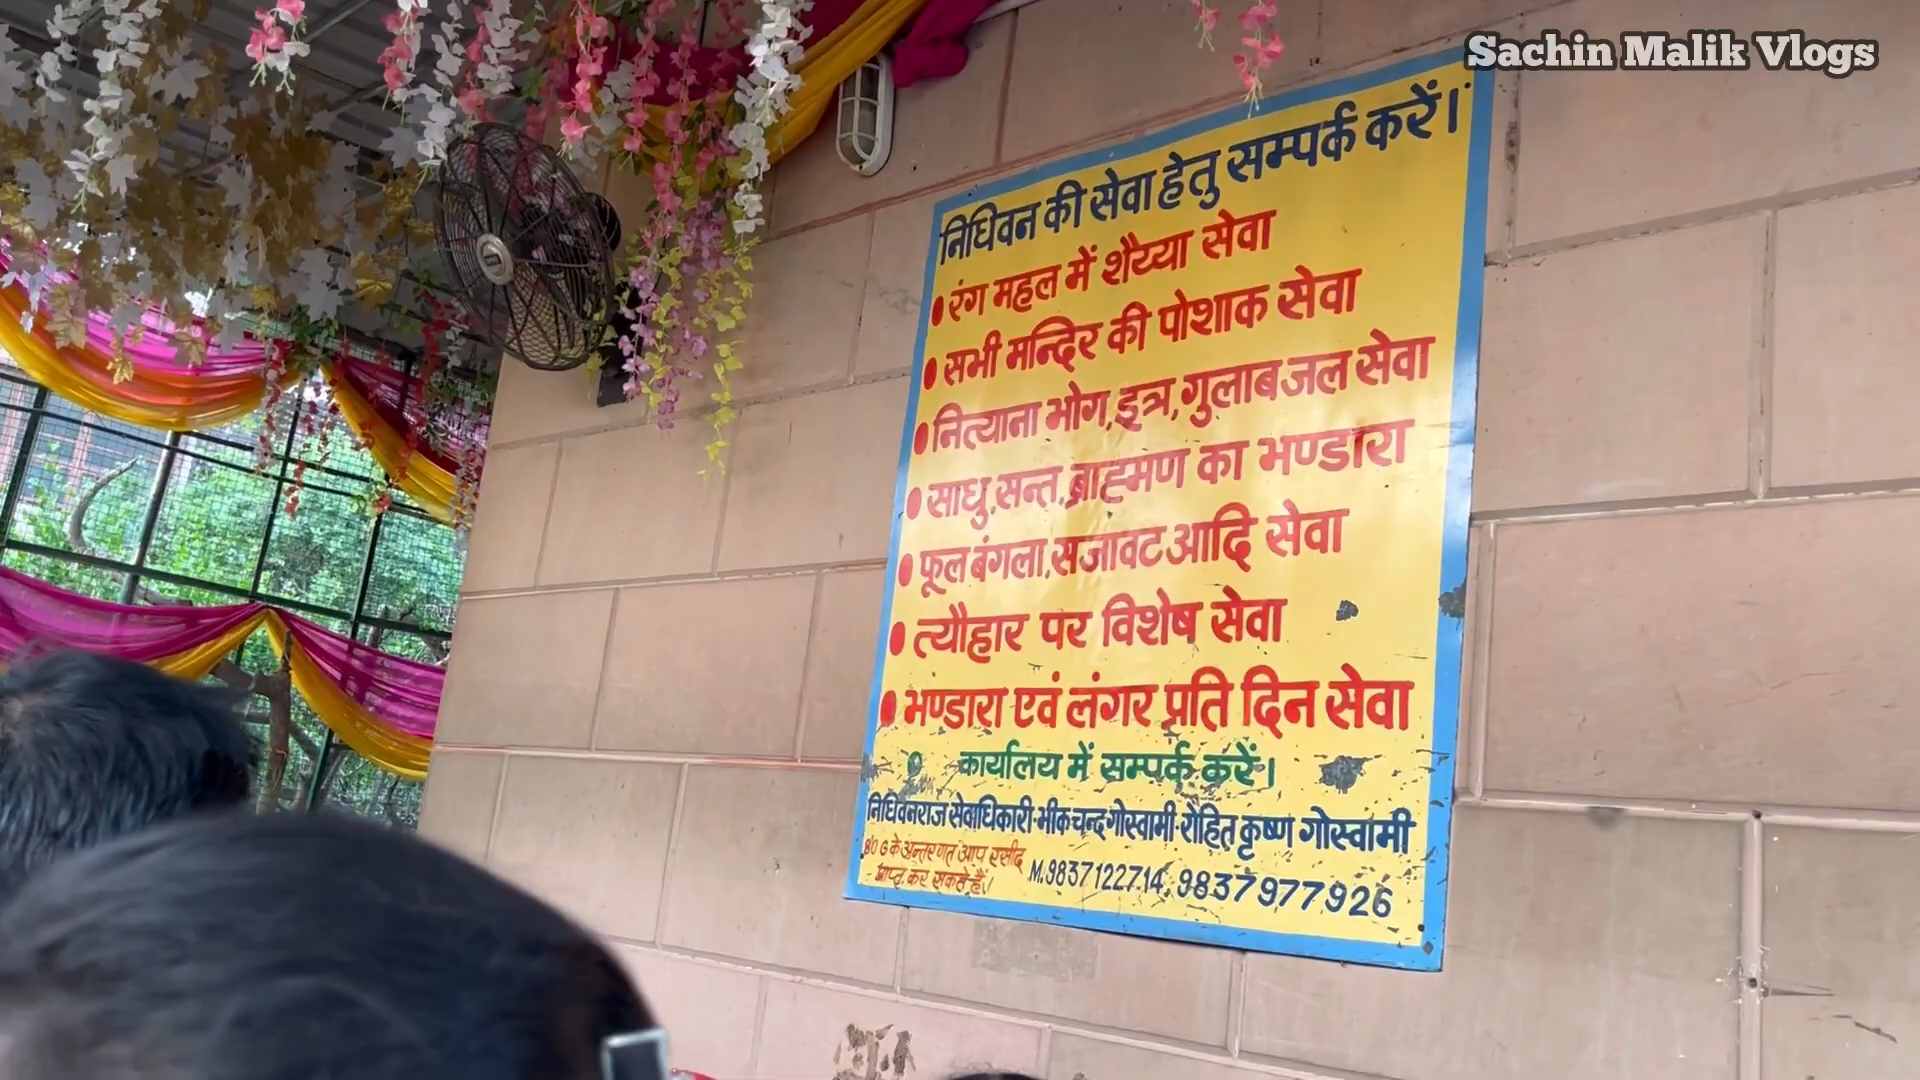 Sachin Malik Vlogs
निधिवन की सेवा हेतु सम्पर्क करें।
• रंग महल में शैय्या सेवा
• सभी मन्दिर की पोशाक सेवा
• नित्याना भोग, इत्र, गुलाबजल सेवा
• साधु, सन्त, ब्राह्मण का भण्डारा
• फूल बंगला, सजावट आदि सेवा
• त्यौहार पर विशेष सेवा
• भण्डारा एवं लंगर प्रति दिन सेवा
कार्यालय में सम्पर्क करें।
निधिवनराज सेवाधिकारी-भीकचन्द गोस्वामी-रोहित कृष्ण गोस्वामी
80 G के अन्तरगत आप रसीद
प्राप्त कर सकते हैं।
M. 9837122714, 9837977926